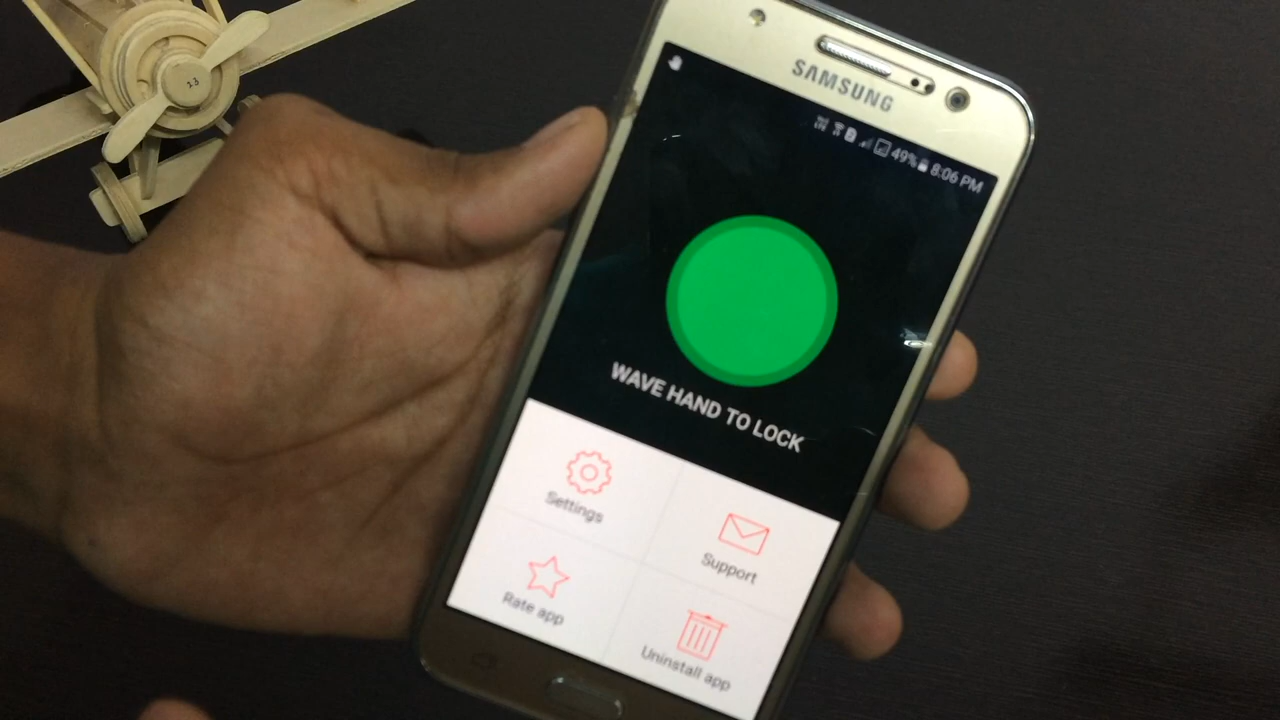 SAMSUNG
49% 8:06 PM
WAVE HAND TO LOCK
Settings
Support
Rate app
Uninstall app